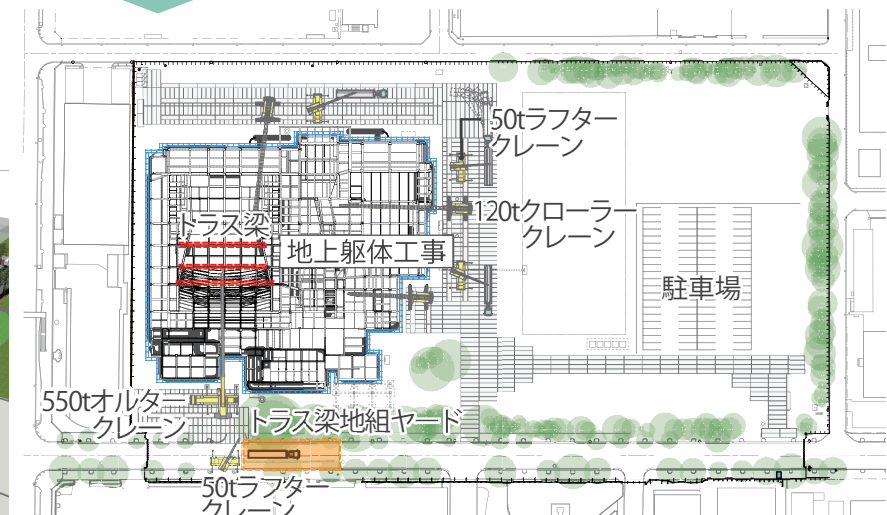 50tラフター
クレーン
トラス梁
120tクローラー
クレーン
地上躯体工事
駐車場
550tオルター
クレーン
トラス梁地組ヤード
50tラフター
クレーン